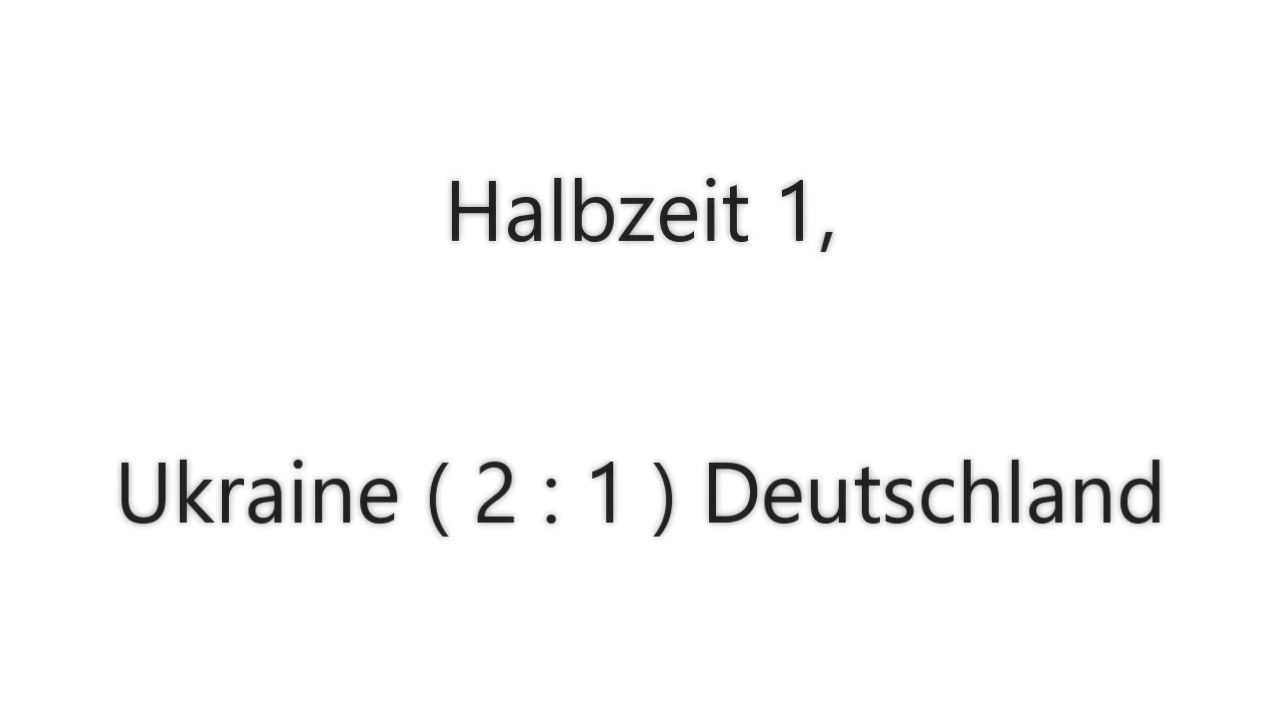 Halbzeit 1,
Ukraine ( 2 : 1 ) Deutschland